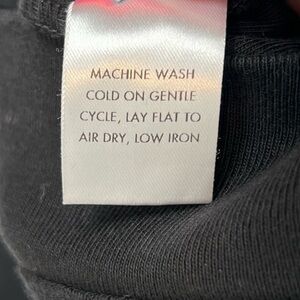 MACHINE WASH
COLD ON GENTLE
CYCLE, LAY FLAT TO
AIR DRY, LOW IRON